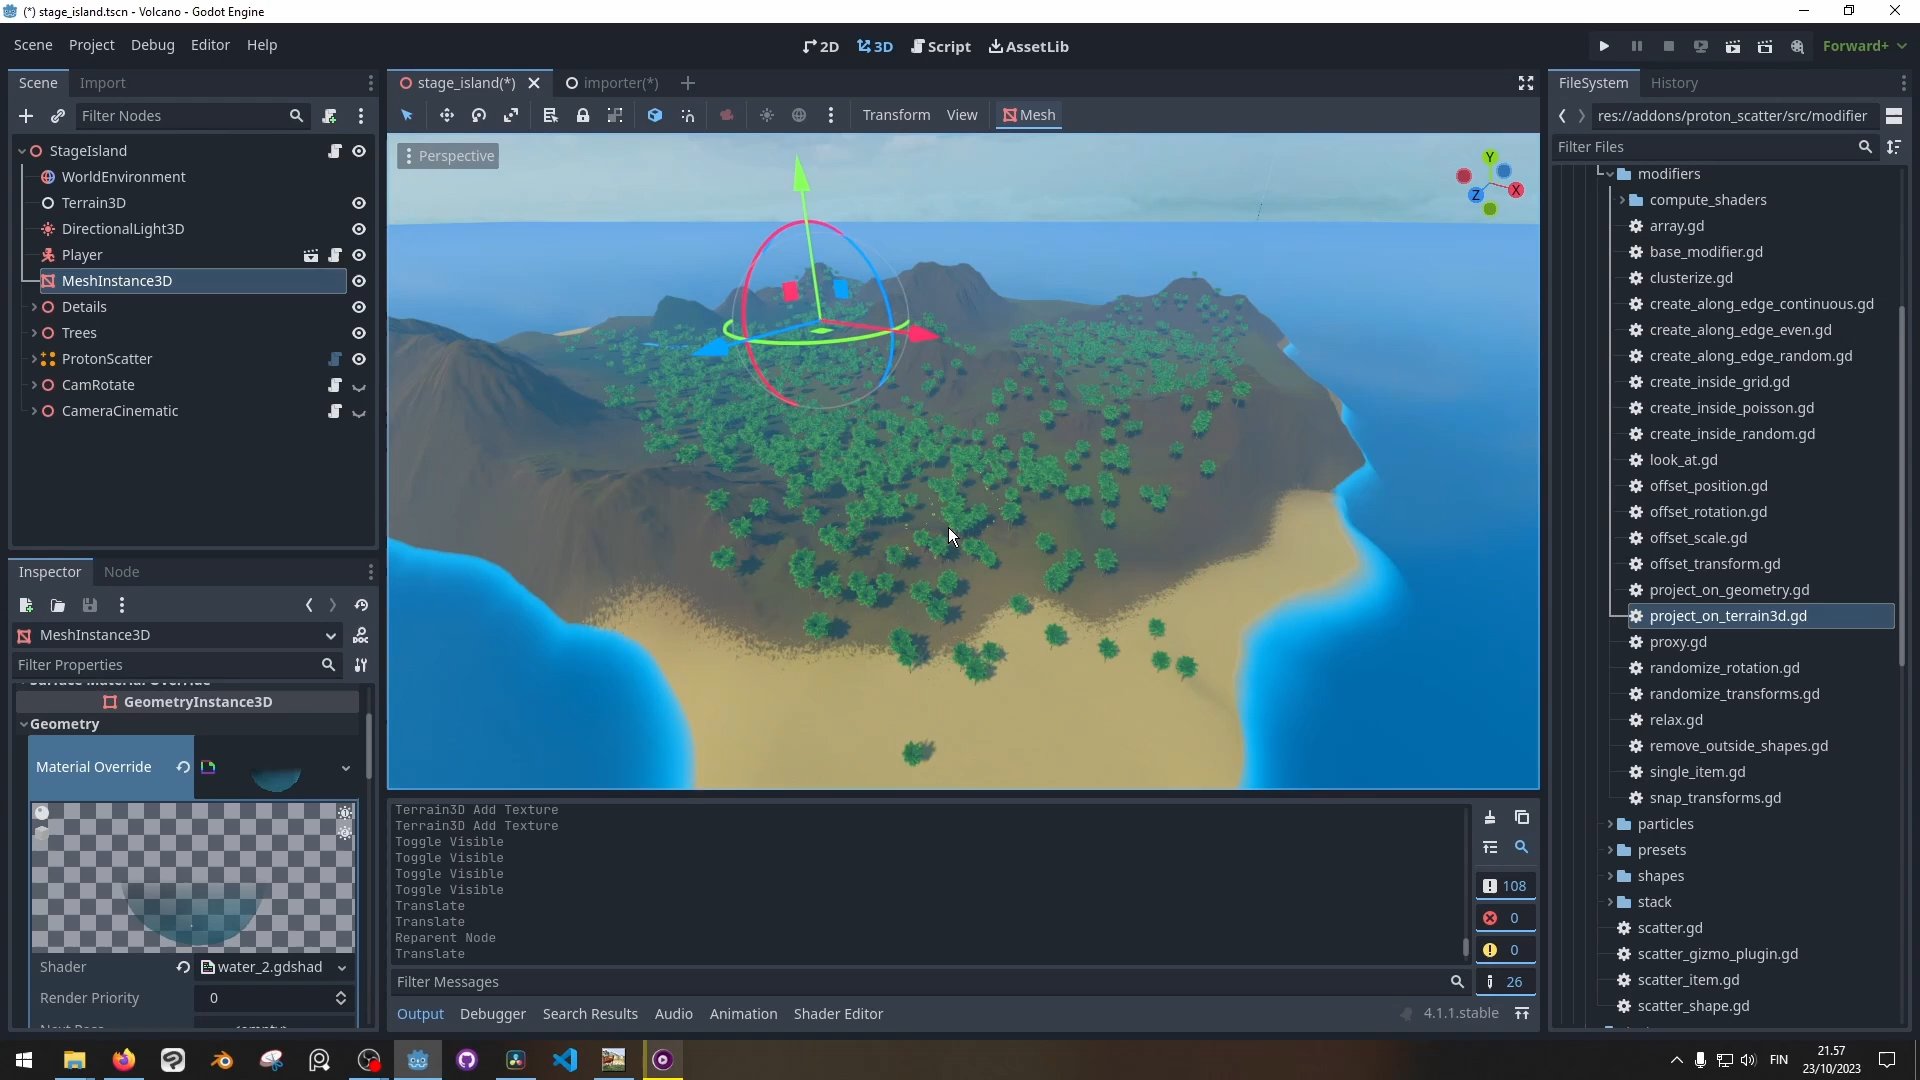 (*) stage_island.tscn - Volcano - Godot Engine
Scene Project Debug Editor Help
2D 3D Script AssetLib
Forward+
Scene Import
Filter Nodes
StageIsland
WorldEnvironment
Terrain3D
DirectionalLight3D
Player
MeshInstance3D
Details
Trees
ProtonScatter
CamRotate
CameraCinematic
Inspector Node
MeshInstance3D
Filter Properties
GeometryInstance3D
Geometry
Material Override
Shader water_2.gdshad
Render Priority 0
stage_island(*) importer(*)
Transform View Mesh
Perspective
Y
Z X
Terrain3D Add Texture
Terrain3D Add Texture
Toggle Visible
Toggle Visible
Toggle Visible
Toggle Visible
Translate
Translate
Reparent Node
Translate
108
0
0
26
Filter Messages
Output Debugger Search Results Audio Animation Shader Editor
4.1.1.stable
FileSystem History
res://addons/proton_scatter/src/modifier
Filter Files
modifiers
compute_shaders
array.gd
base_modifier.gd
clusterize.gd
create_along_edge_continuous.gd
create_along_edge_even.gd
create_along_edge_random.gd
create_inside_grid.gd
create_inside_poisson.gd
create_inside_random.gd
look_at.gd
offset_position.gd
offset_rotation.gd
offset_scale.gd
offset_transform.gd
project_on_geometry.gd
project_on_terrain3d.gd
proxy.gd
randomize_rotation.gd
randomize_transforms.gd
relax.gd
remove_outside_shapes.gd
single_item.gd
snap_transforms.gd
particles
presets
shapes
stack
scatter.gd
scatter_gizmo_plugin.gd
scatter_item.gd
scatter_shape.gd
FIN
21.57
23/10/2023